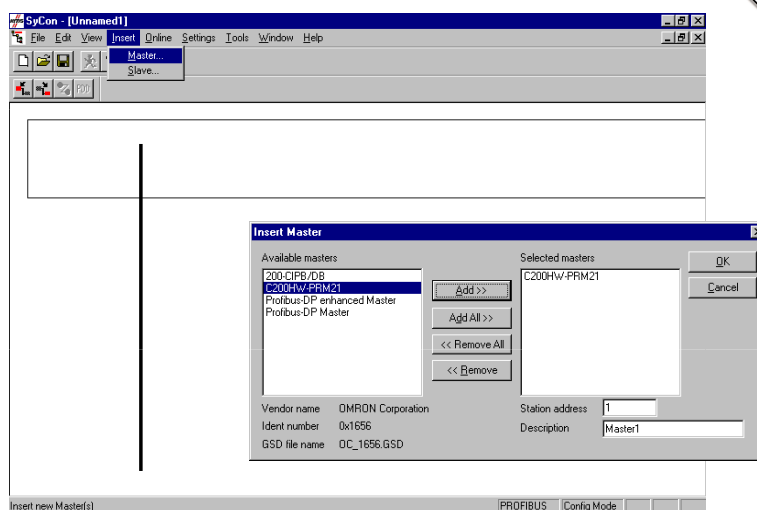 SyCon - [Unnamed1]
File Edit View Insert Online Settings Tools Window Help
Master...
Slave...
Insert Master
Available masters
200-CIPB/DB
C200HW-PRM21
Profibus-DP enhanced Master
Profibus-DP Master
Add >>
Add All >>
<< Remove All
<< Remove
Selected masters
C200HW-PRM21
OK
Cancel
Vendor name OMRON Corporation
Ident number 0x1656
GSD file name OC_1656.GSD
Station address 1
Description Master1
Insert new Master(s)
PROFIBUS Config Mode